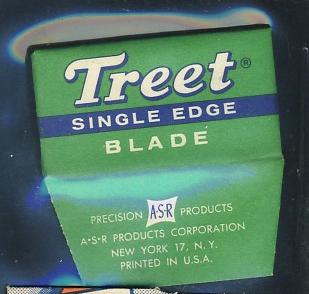 Treet®
SINGLE EDGE
BLADE
PRECISION A·S·R PRODUCTS
A·S·R PRODUCTS CORPORATION
NEW YORK 17, N. Y.
PRINTED IN U.S.A.